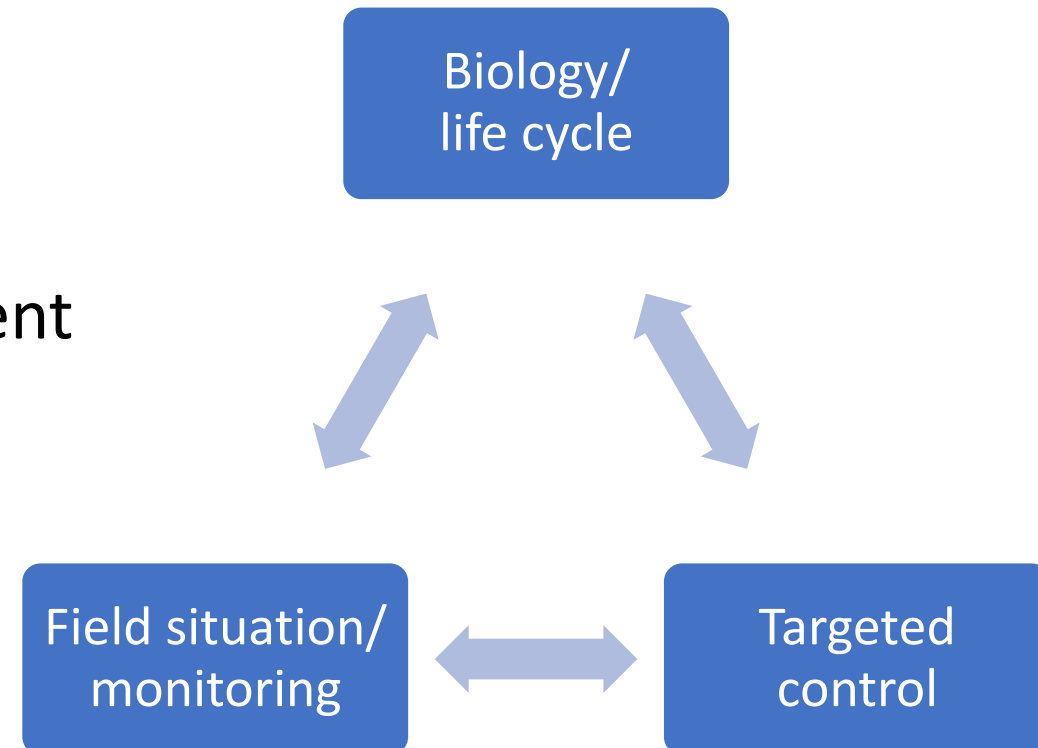 Biology/
life cycle
ent
Field situation/
monitoring
Targeted
control